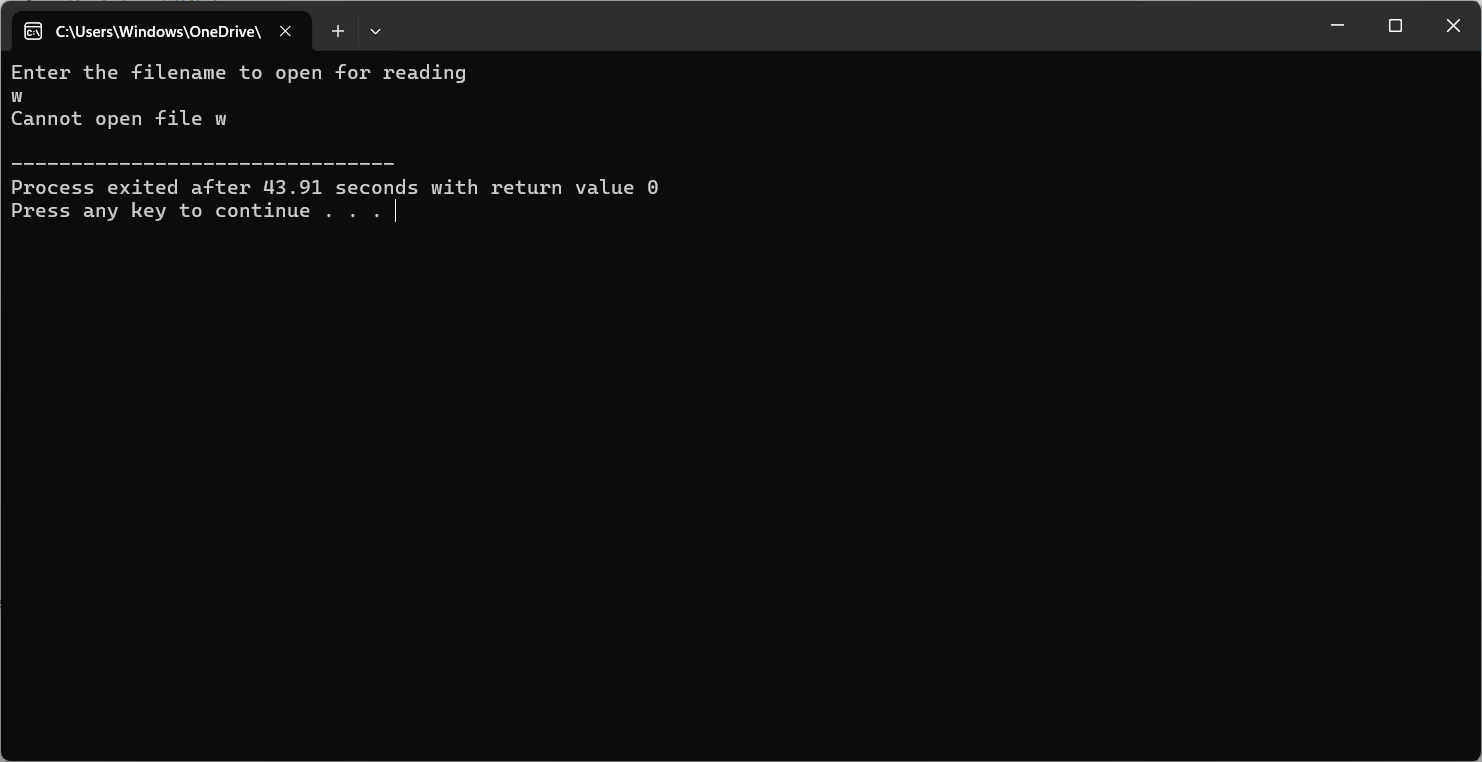 C:\Users\Windows\OneDrive\
Enter the filename to open for reading
w
Cannot open file w
--------------------------------
Process exited after 43.91 seconds with return value 0
Press any key to continue . . .